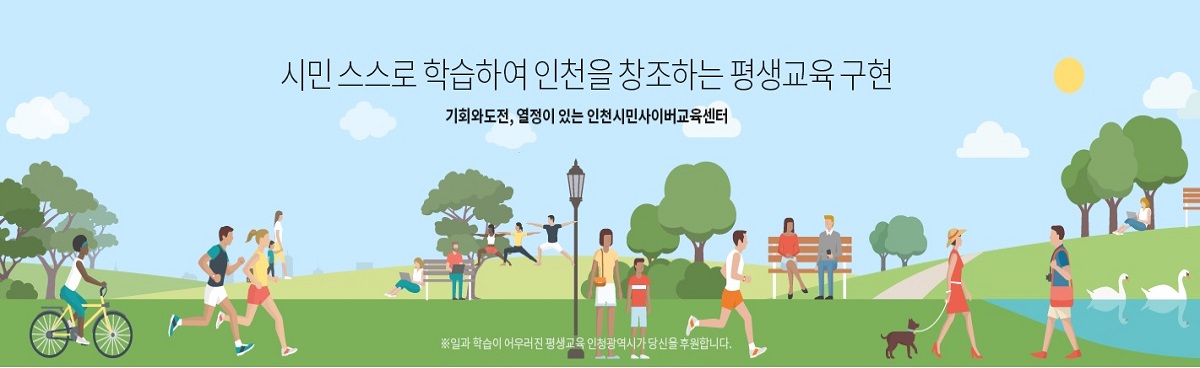 시민 스스로 학습하여 인천을 창조하는 평생교육 구현
기회와도전, 열정이 있는 인천시민사이버교육센터
※일과 학습이 어우러진 평생교육 인천광역시가 당신을 후원합니다.